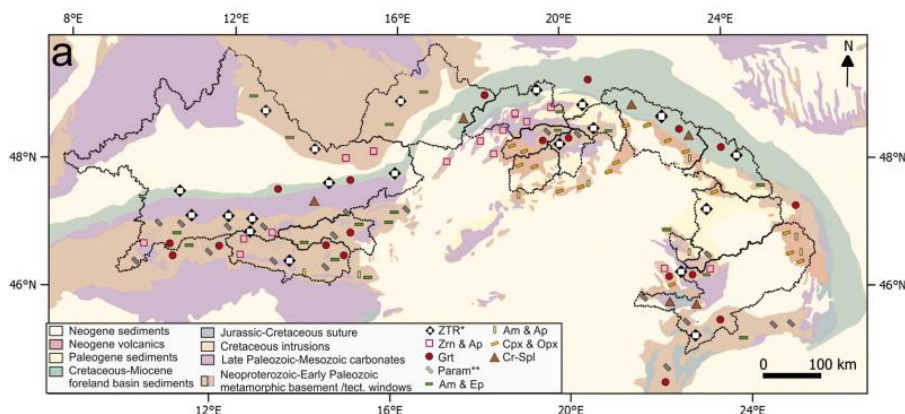 8°E 12°E 16°E 20°E 24°E
a
N
48°N 48°N
46°N 46°N
Neogene sediments
Neogene volcanics
Paleogene sediments
Cretaceous-Miocene
foreland basin sediments
Jurassic-Cretaceous suture
Cretaceous intrusions
Late Paleozoic-Mesozoic carbonates
Neoproterozoic-Early Paleozoic
metamorphic basement /tect. windows
ZTR*
Zrn & Ap
Grt
Param**
Am & Ep
Am & Ap
Cpx & Opx
Cr-Spl
100 km
12°E 16°E 20°E 24°E